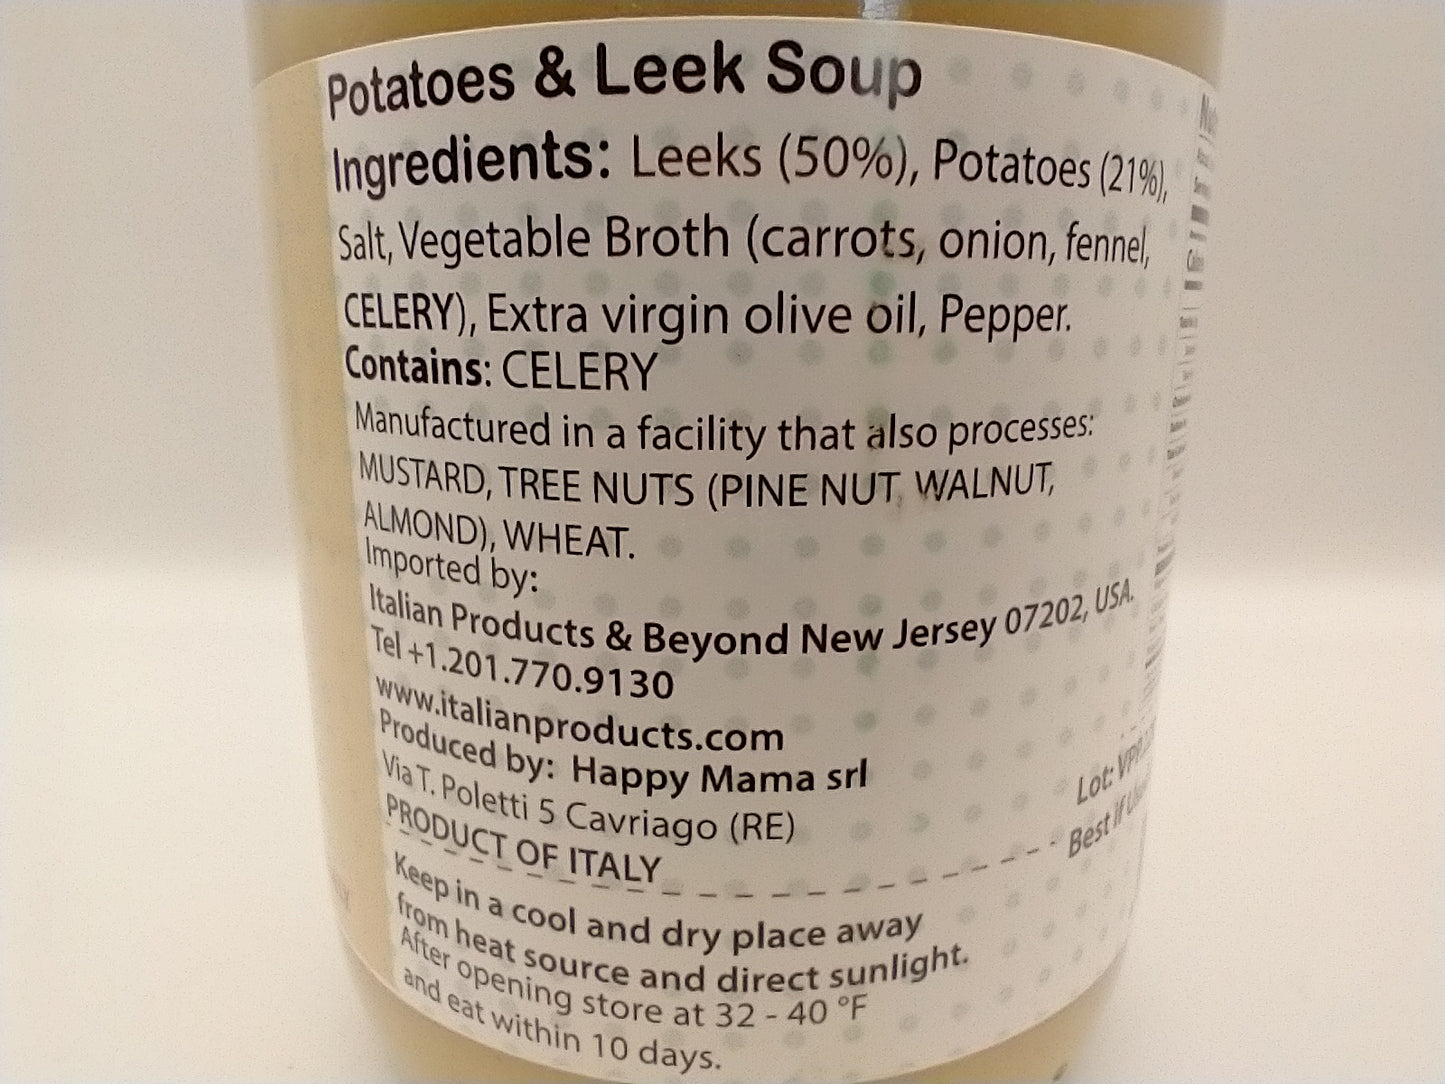 Potatoes & Leek Soup
Ingredients: Leeks (50%), Potatoes (21%),
Salt, Vegetable Broth (carrots, onion, fennel,
CELERY), Extra virgin olive oil, Pepper.
Contains: CELERY
Manufactured in a facility that also processes:
MUSTARD, TREE NUTS (PINE NUT, WALNUT,
ALMOND), WHEAT.
Imported by:
Italian Products & Beyond New Jersey 07202, USA.
Tel +1.201.770.9130
www.italianproducts.com
Produced by: Happy Mama srl
Via T. Poletti 5 Cavriago (RE)
PRODUCT OF ITALY
Lot:
Best if
Keep in a cool and dry place away
from heat source and direct sunlight.
After opening store at 32 - 40 °F
and eat within 10 days.